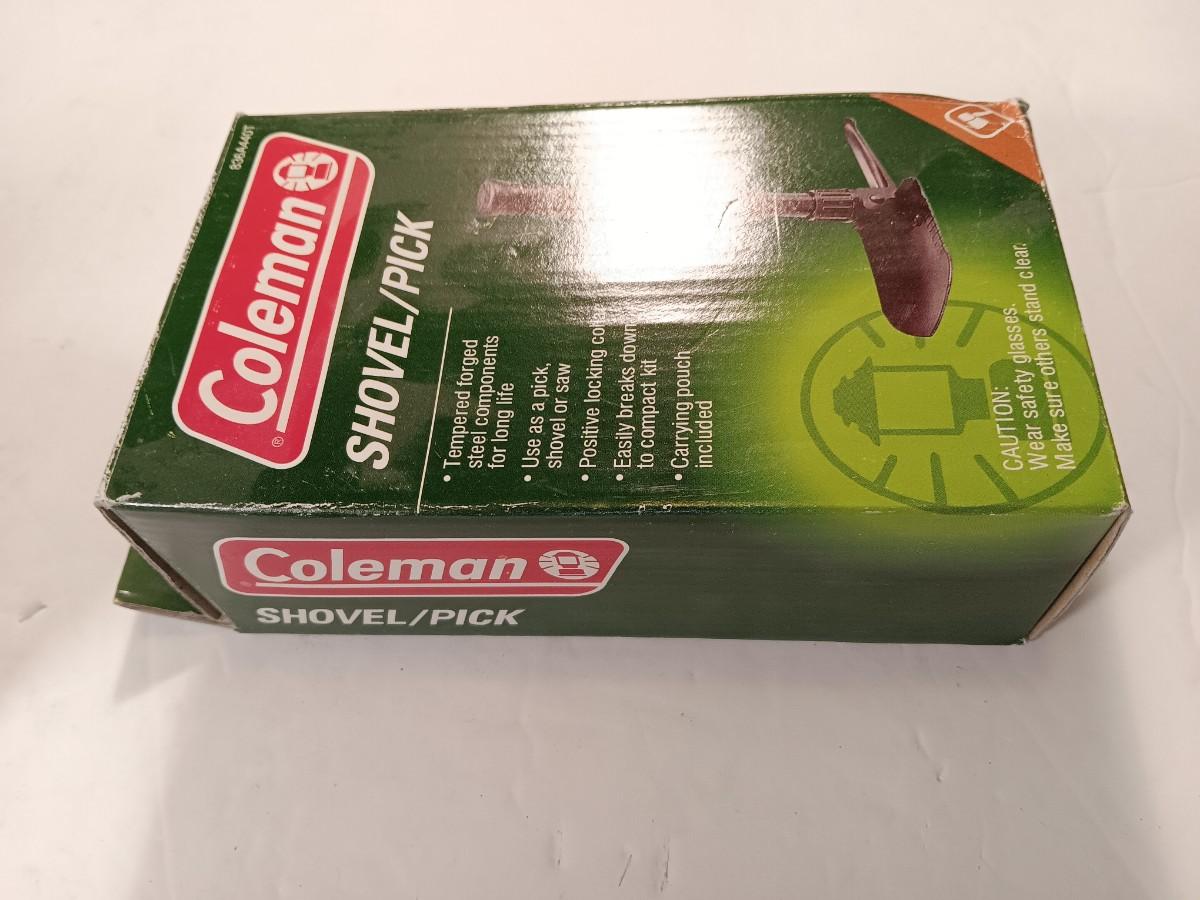 836A440T
Coleman
®
SHOVEL/PICK
• Tempered forged
steel components
for long life
• Use as a pick,
shovel or saw
• Positive locking
• Easily breaks down
to compact kit
• Carrying pouch
included
CAUTION:
Wear safety glasses.
Make sure others stand clear.
Coleman
®
SHOVEL/PICK